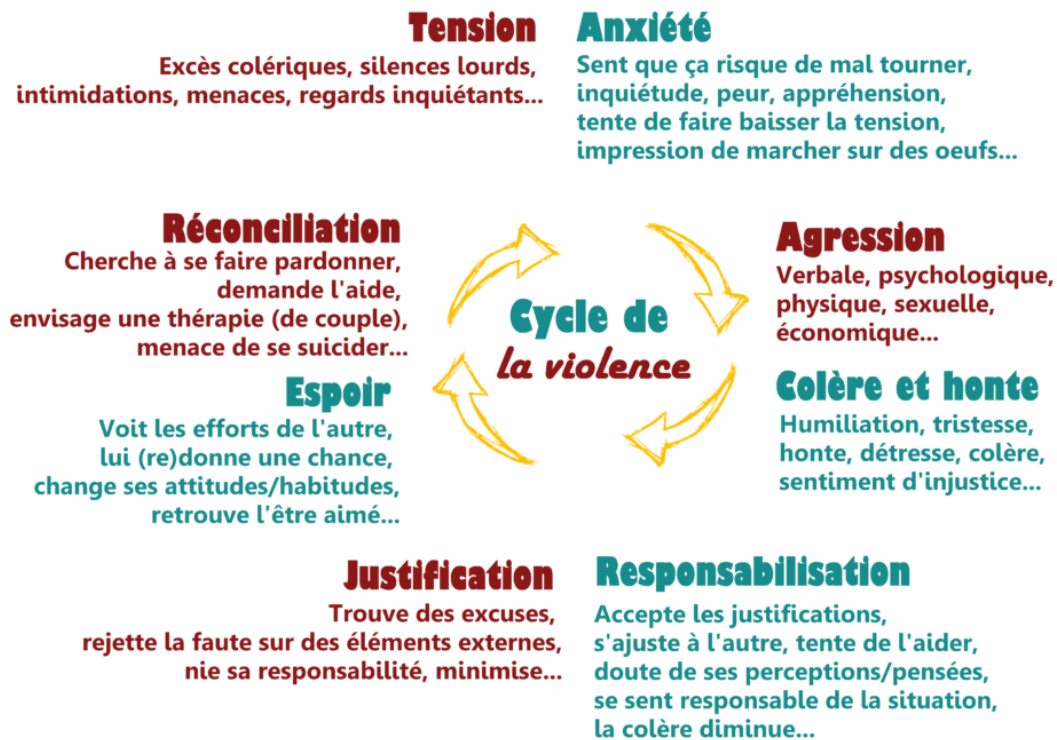 Tension
Excès colériques, silences lourds,
intimidations, menaces, regards inquiétants...
Anxiété
Sent que ça risque de mal tourner,
inquiétude, peur, appréhension,
tente de faire baisser la tension,
impression de marcher sur des oeufs...
Réconciliation
Cherche à se faire pardonner,
demande l'aide,
envisage une thérapie (de couple),
menace de se suicider...
Espoir
Voit les efforts de l'autre,
lui (re)donne une chance,
change ses attitudes/habitudes,
retrouve l'être aimé...
Cycle de
la violence
Agression
Verbale, psychologique,
physique, sexuelle,
économique...
Colère et honte
Humiliation, tristesse,
honte, détresse, colère,
sentiment d'injustice...
Justification
Trouve des excuses,
rejette la faute sur des éléments externes,
nie sa responsabilité, minimise...
Responsabilisation
Accepte les justifications,
s'ajuste à l'autre, tente de l'aider,
doute de ses perceptions/pensées,
se sent responsable de la situation,
la colère diminue...